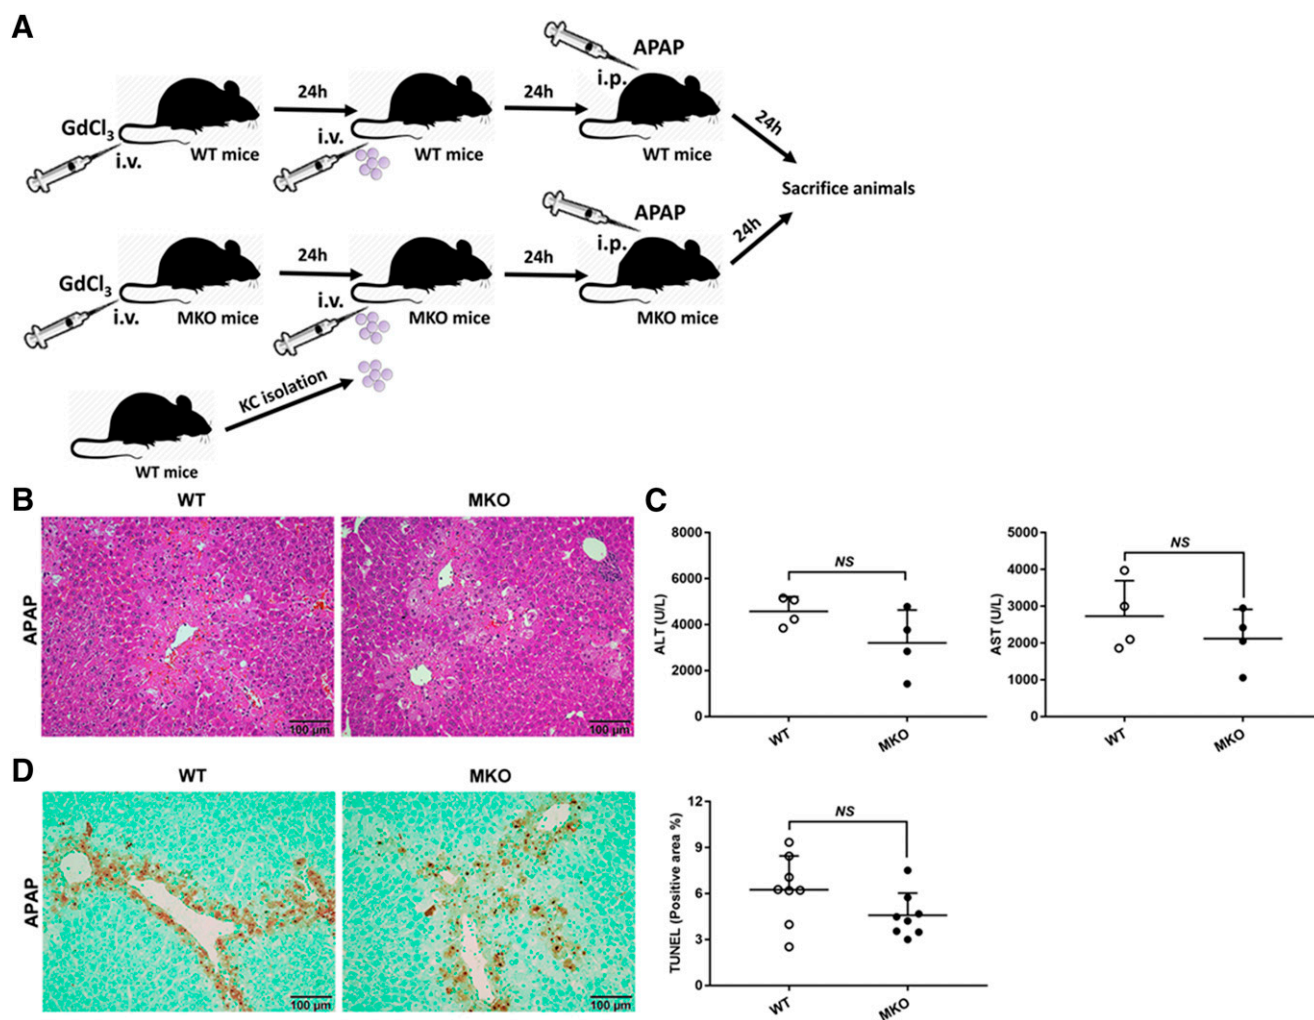 A
APAP
i.p.
24h
24h
24h
GdCl3
i.v.
i.v.
WT mice
WT mice
WT mice
Sacrifice animals
APAP
i.p.
24h
24h
24h
GdCl3
i.v.
i.v.
MKO mice
MKO mice
MKO mice
KC isolation
WT mice
B
WT
MKO
APAP
100 μm
100 μm
C
8000
6000
4000
2000
0
ALT (U/L)
NS
WT
MKO
5000
4000
3000
2000
1000
0
AST (U/L)
NS
WT
MKO
D
WT
MKO
APAP
100 μm
100 μm
12
9
6
3
0
TUNEL (Positive area %)
NS
WT
MKO